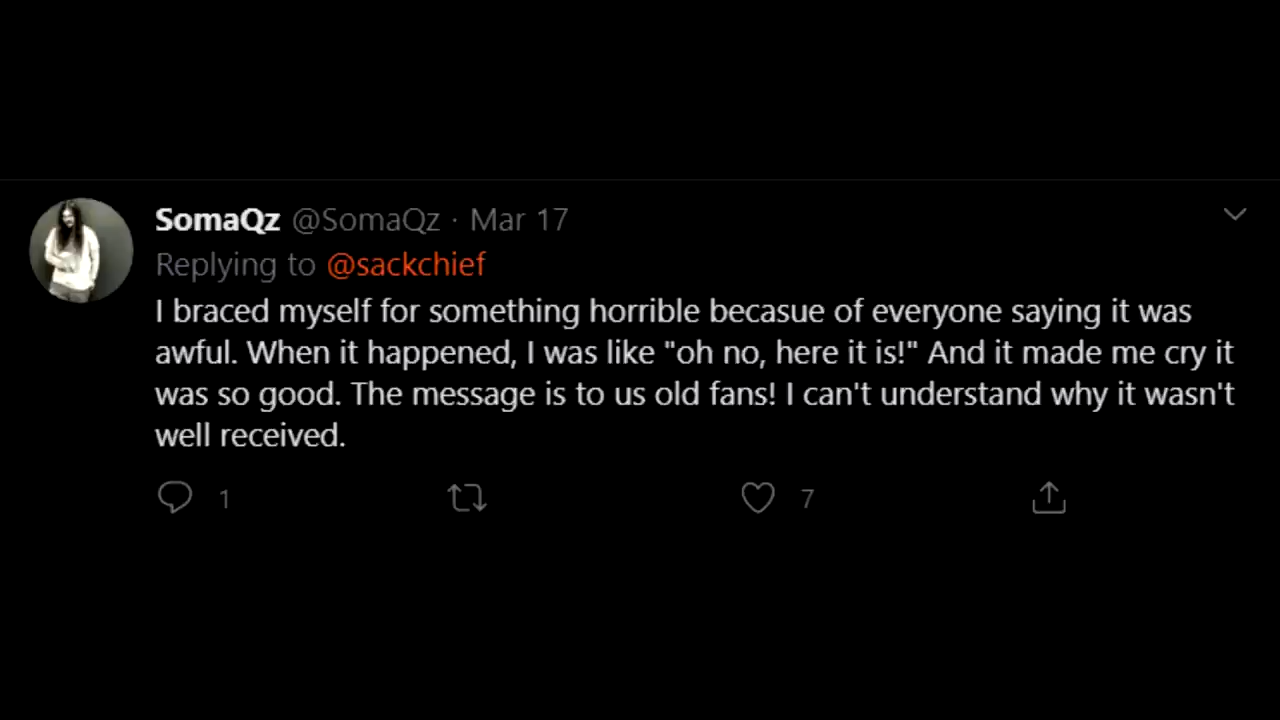 SomaQz @SomaQz · Mar 17
Replying to @sackchief
I braced myself for something horrible becasue of everyone saying it was
awful. When it happened, I was like "oh no, here it is!" And it made me cry it
was so good. The message is to us old fans! I can't understand why it wasn't
well received.
1 7